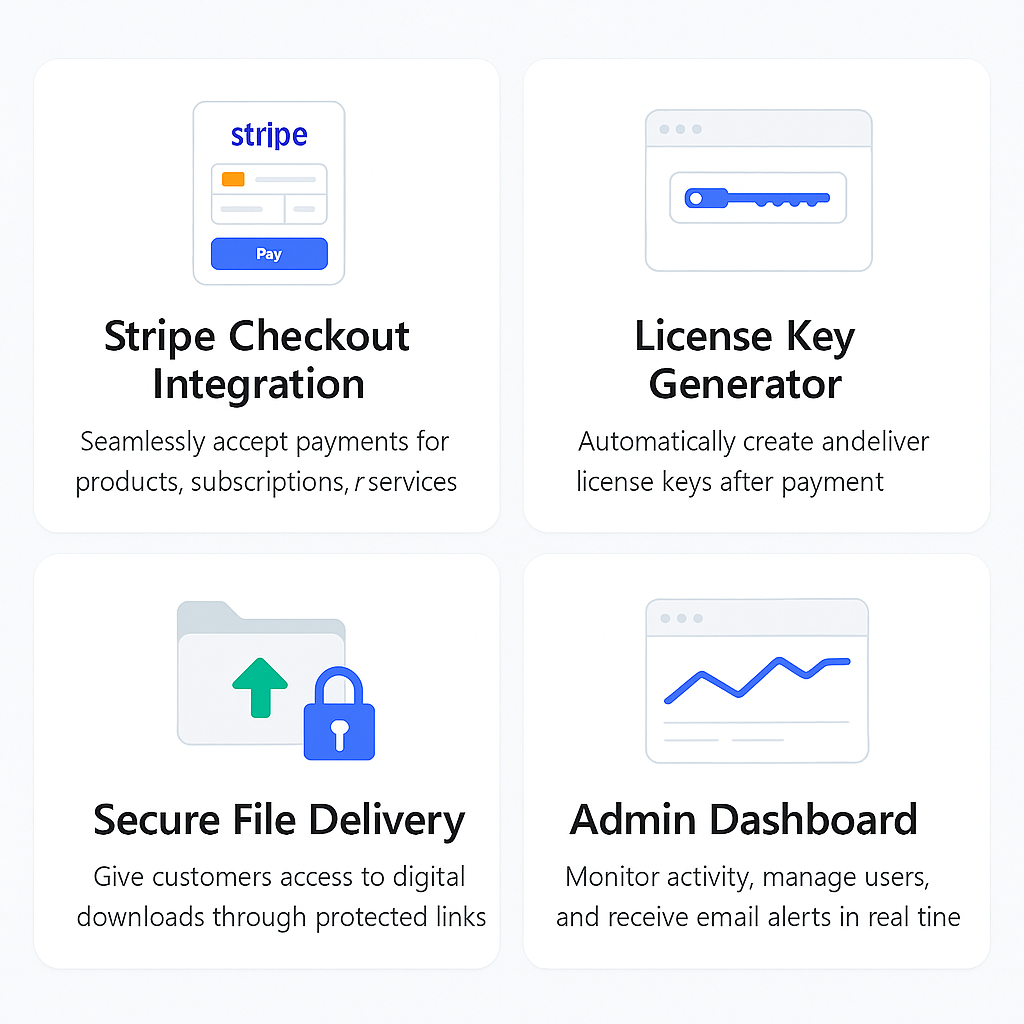 stripe
Pay
Stripe Checkout
Integration
Seamlessly accept payments for
products, subscriptions, r services
License Key
Generator
Automatically create andeliver
license keys after payment
Secure File Delivery
Give customers access to digital
downloads through protected links
Admin Dashboard
Monitor activity, manage users,
and receive email alerts in real tine